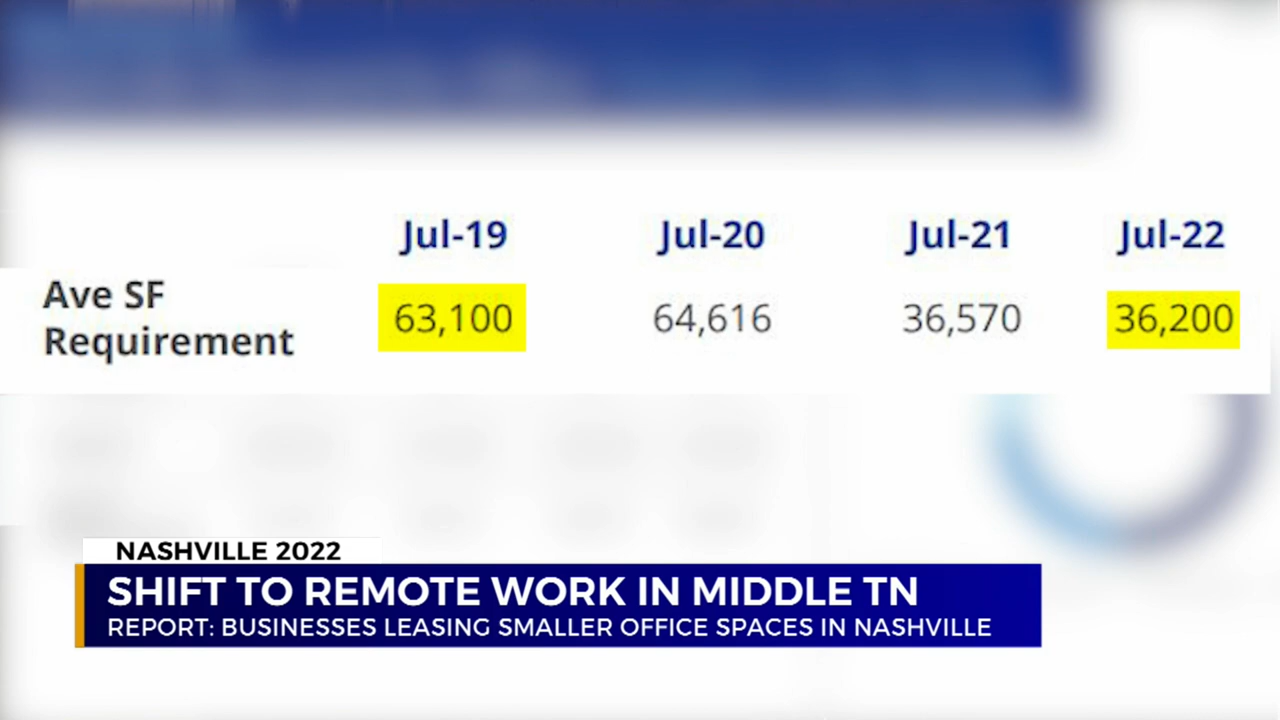 Jul-19 Jul-20 Jul-21 Jul-22
Ave SF
Requirement
63,100 64,616 36,570 36,200
NASHVILLE 2022
SHIFT TO REMOTE WORK IN MIDDLE TN
REPORT: BUSINESSES LEASING SMALLER OFFICE SPACES IN NASHVILLE